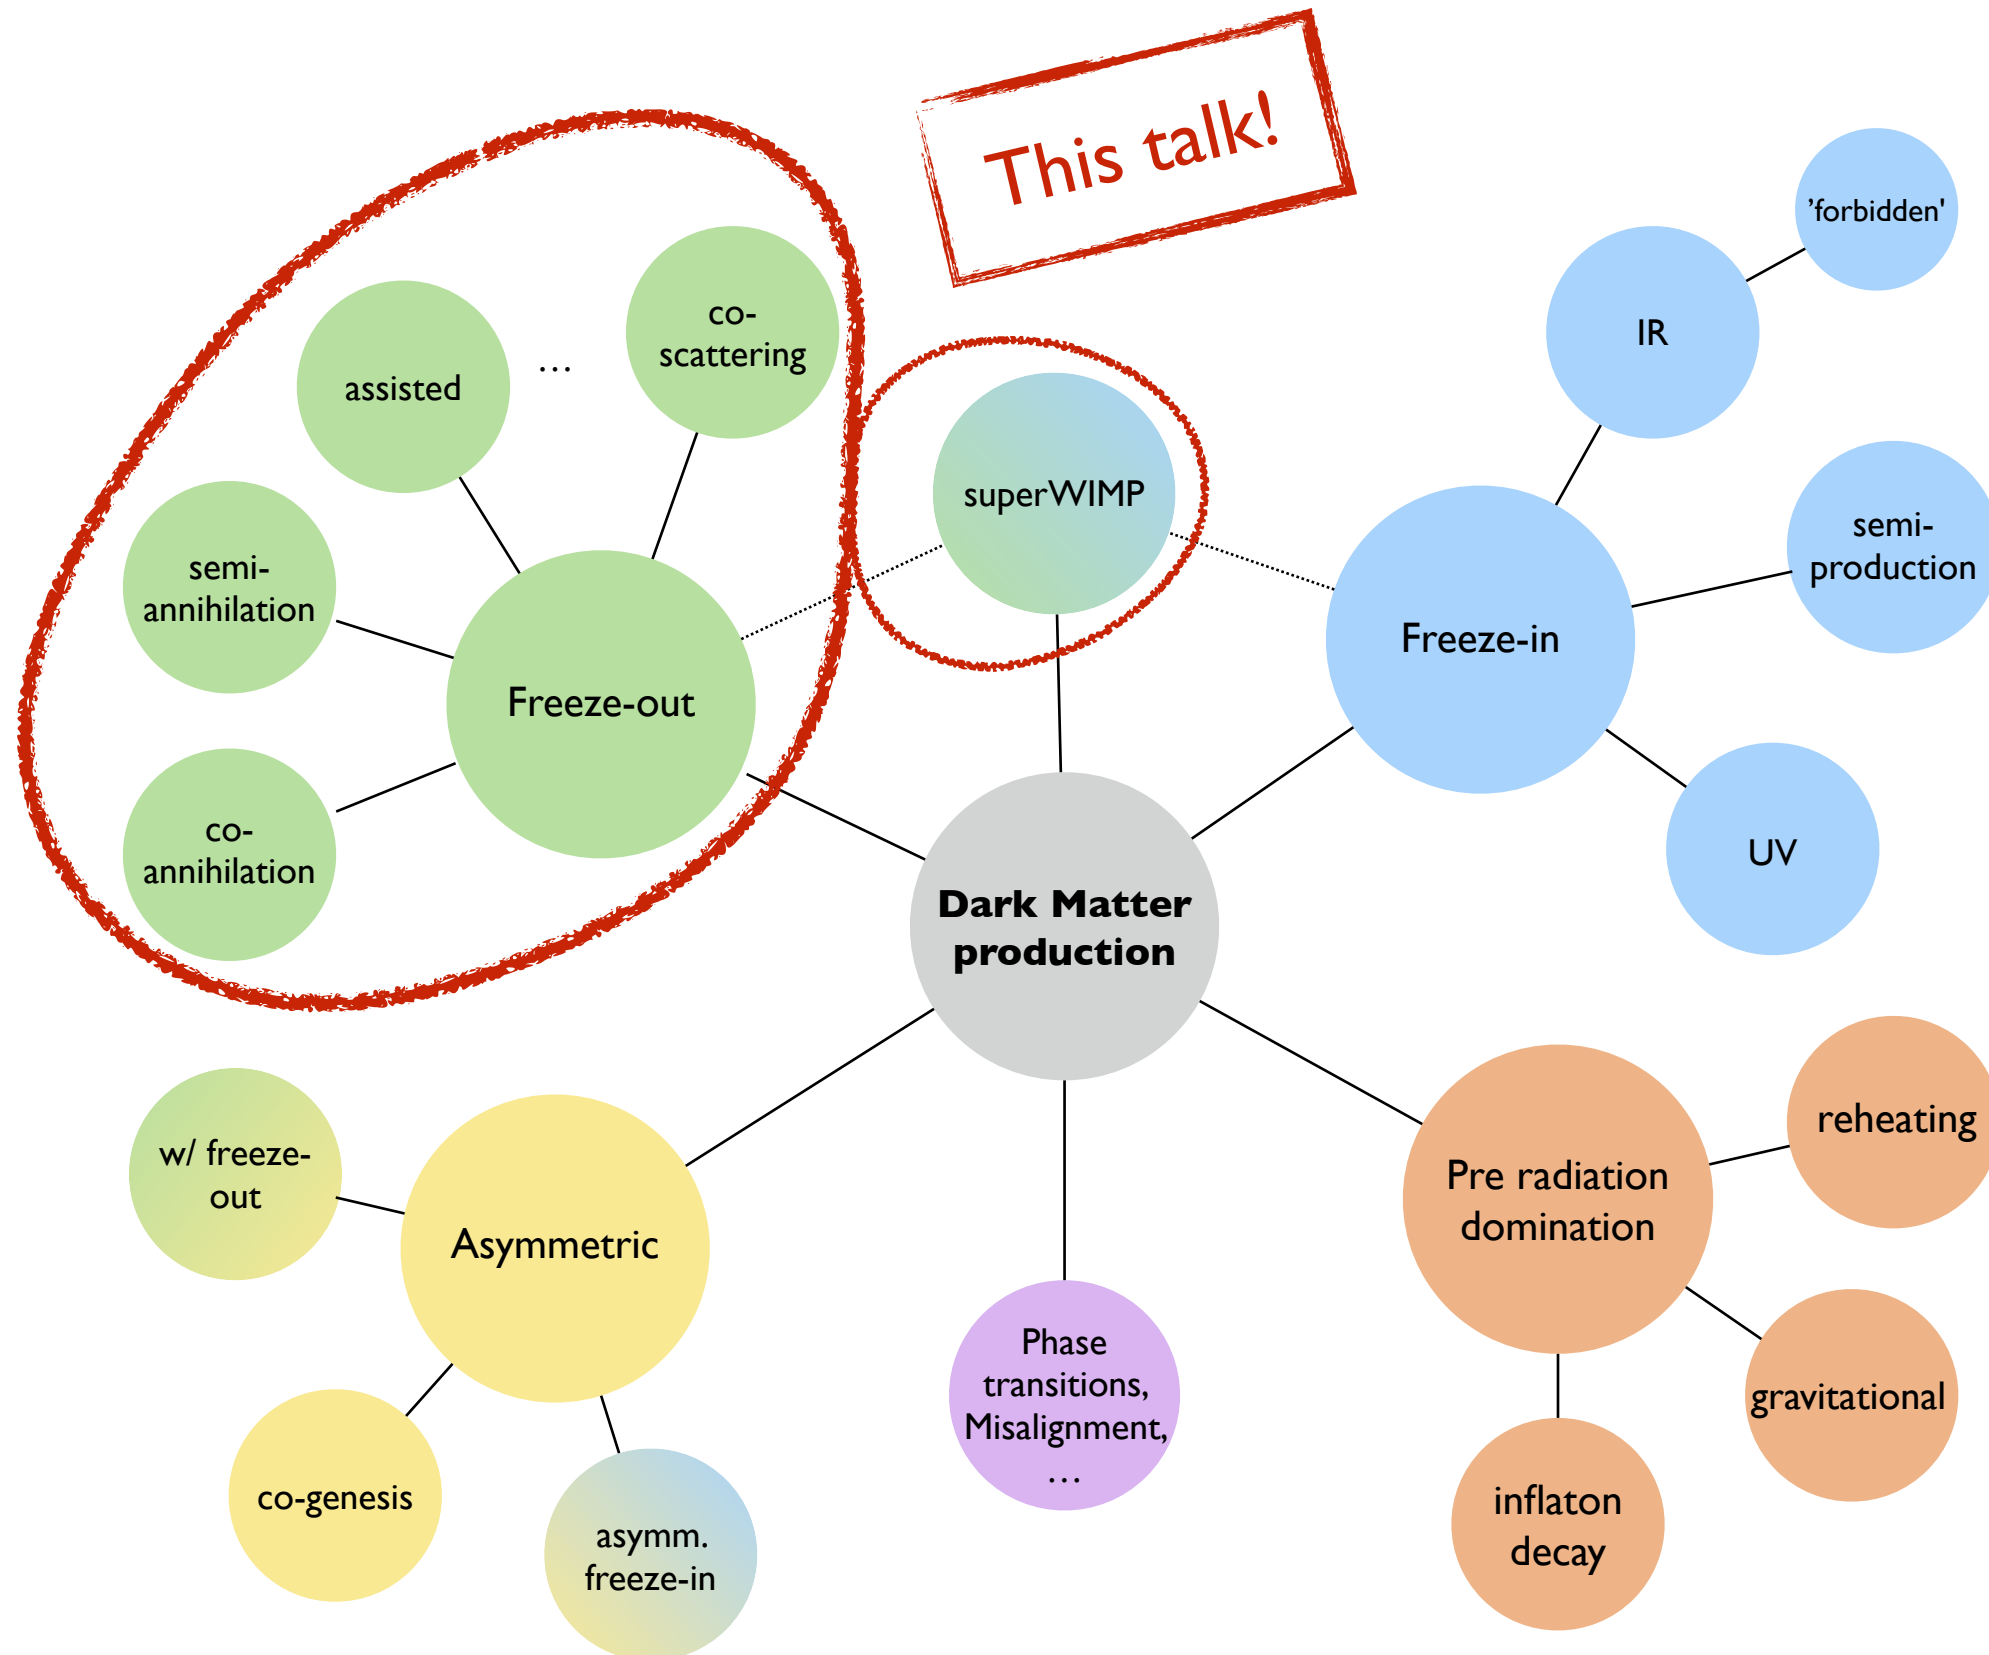 This talk!
’forbidden'
co-
scattering
IR
assisted
…
superWIMP
semi-
production
semi-
annihilation
Freeze-in
Freeze-out
co-
annihilation
UV
Dark Matter
production
reheating
w/ freeze-
out
Pre radiation
domination
Asymmetric
Phase
transitions,
Misalignment,
…
gravitational
co-genesis
inflaton
decay
asymm.
freeze-in